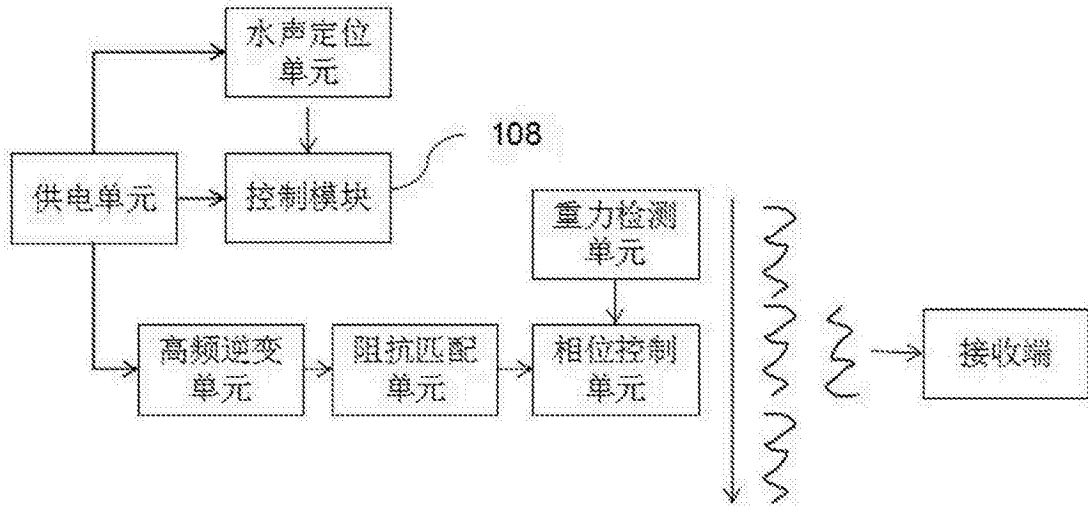 水声定位
单元
108
供电单元
控制模块
重力检测
单元
高频逆变
单元
阻抗匹配
单元
相位控制
单元
接收端